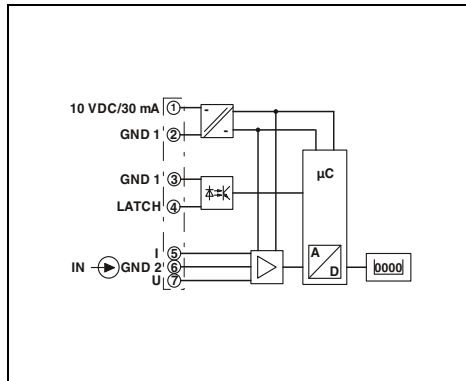 10 VDC/30 mA 1
GND 1 2
µC
GND 1 3
LATCH 4
I 5
IN GND 2 6
U 7
A
D
0000